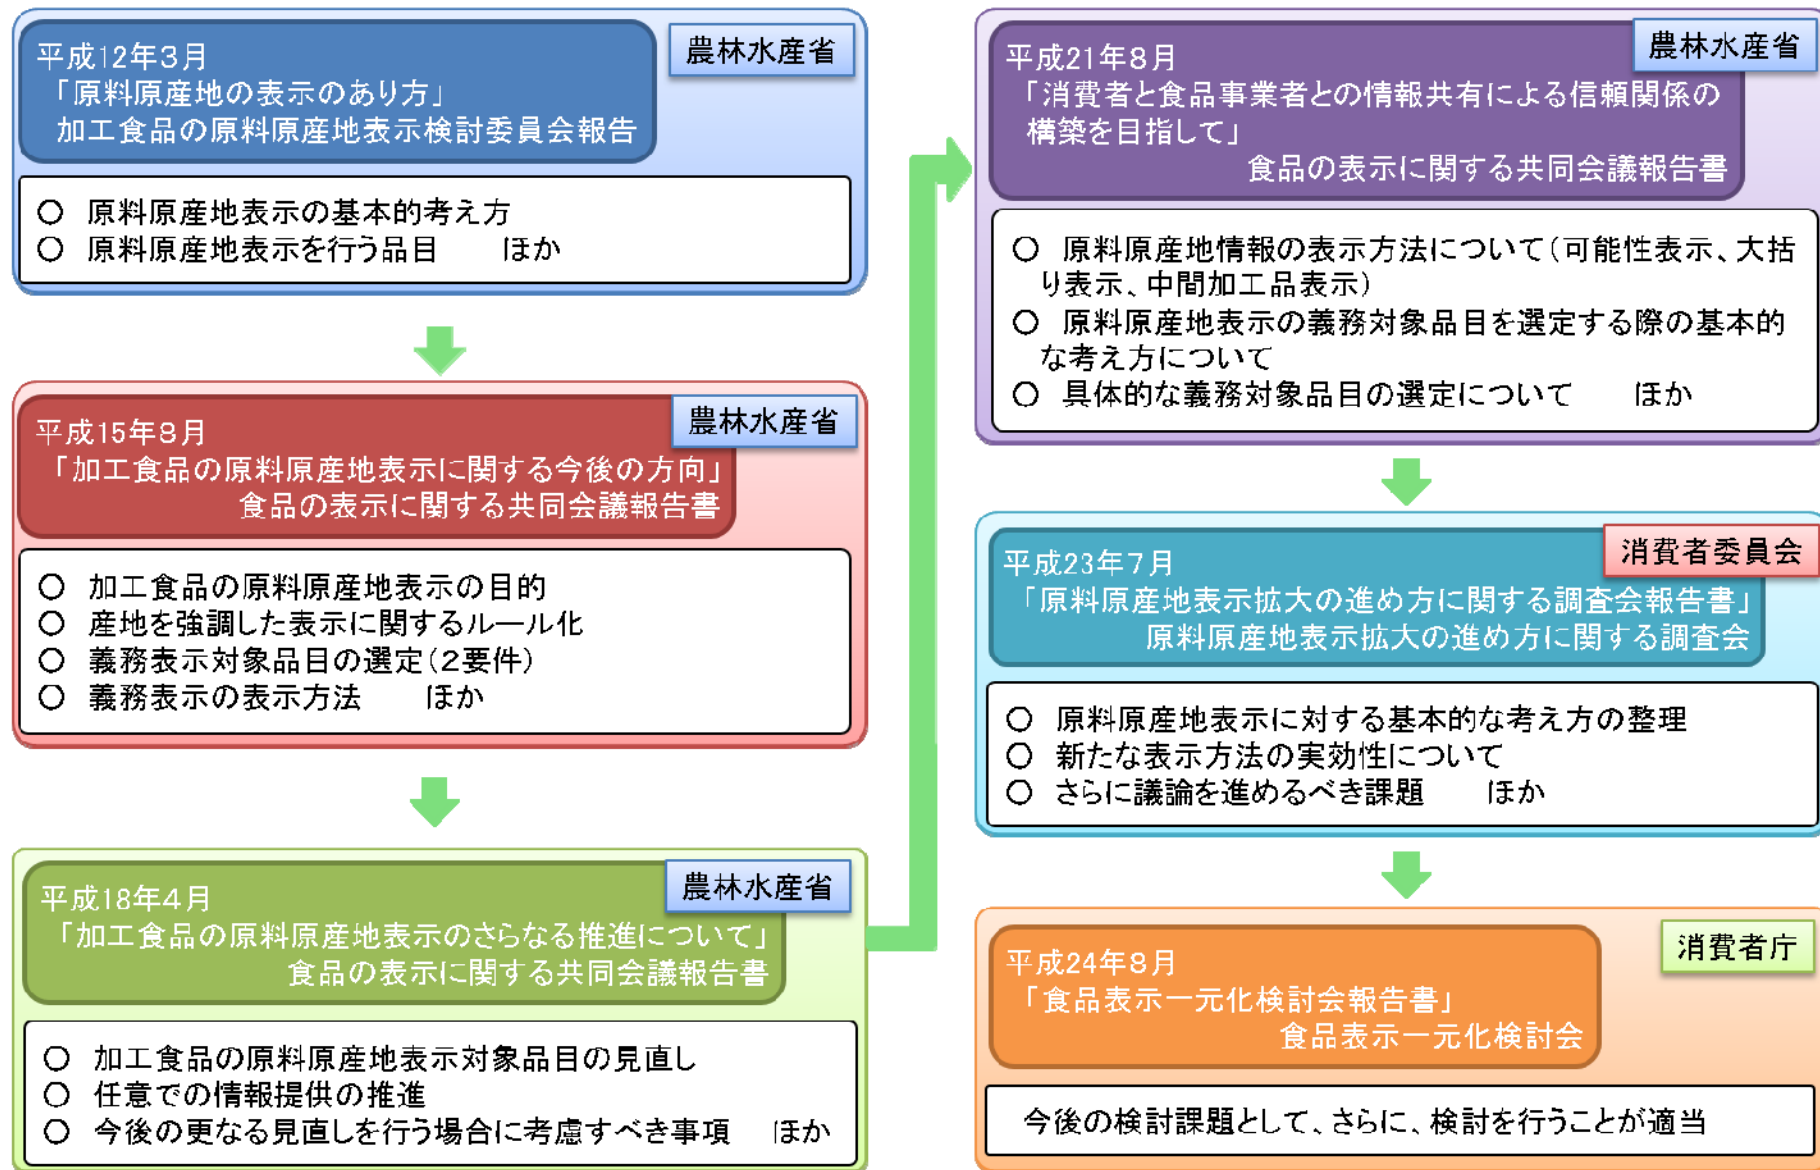 平成12年3月
農林水産省
「原料原産地の表示のあり方」
加工食品の原料原産地表示検討委員会報告
○ 原料原産地表示の基本的考え方
○ 原料原産地表示を行う品目 ほか
平成15年8月
農林水産省
「加工食品の原料原産地表示に関する今後の方向」
食品の表示に関する共同会議報告書
○ 加工食品の原料原産地表示の目的
○ 産地を強調した表示に関するルール化
○ 義務表示対象品目の選定(2要件)
○ 義務表示の表示方法 ほか
平成18年4月
農林水産省
「加工食品の原料原産地表示のさらなる推進について」
食品の表示に関する共同会議報告書
○ 加工食品の原料原産地表示対象品目の見直し
○ 任意での情報提供の推進
○ 今後の更なる見直しを行う場合に考慮すべき事項 ほか
平成21年8月
農林水産省
「消費者と食品事業者との情報共有による信頼関係の
構築を目指して」
食品の表示に関する共同会議報告書
○ 原料原産地情報の表示方法について(可能性表示、大括
り表示、中間加工品表示)
○ 原料原産地表示の義務対象品目を選定する際の基本的
な考え方について
○ 具体的な義務対象品目の選定について ほか
平成23年7月
消費者委員会
「原料原産地表示拡大の進め方に関する調査会報告書」
原料原産地表示拡大の進め方に関する調査会
○ 原料原産地表示に対する基本的な考え方の整理
○ 新たな表示方法の実効性について
○ さらに議論を進めるべき課題 ほか
平成24年8月
消費者庁
「食品表示一元化検討会報告書」
食品表示一元化検討会
今後の検討課題として、さらに、検討を行うことが適当